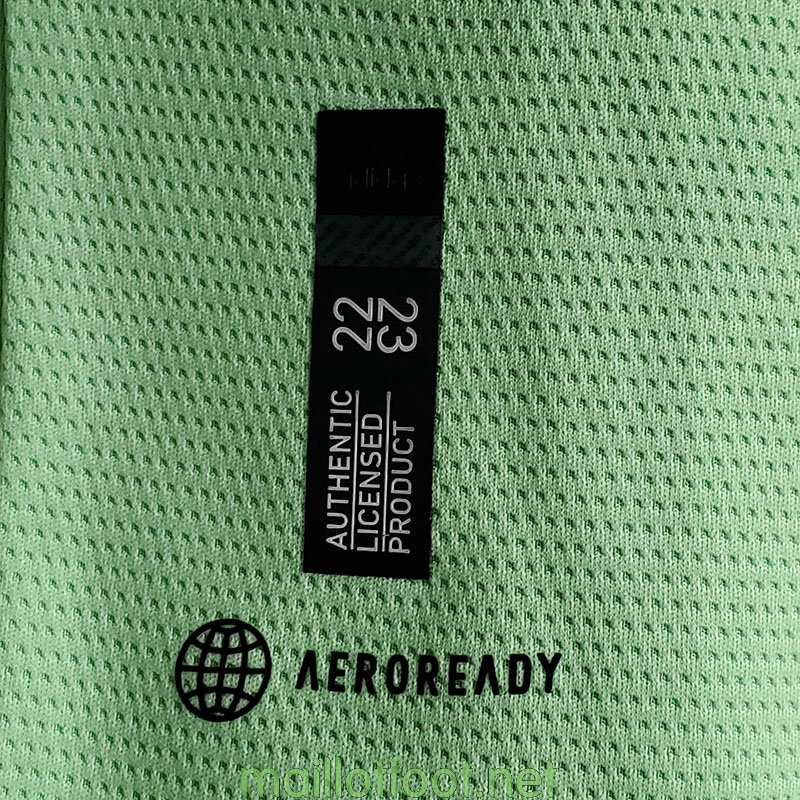 22
23
AUTHENTIC
LICENSED
PRODUCT
AEROREADY
maillotfoot.net